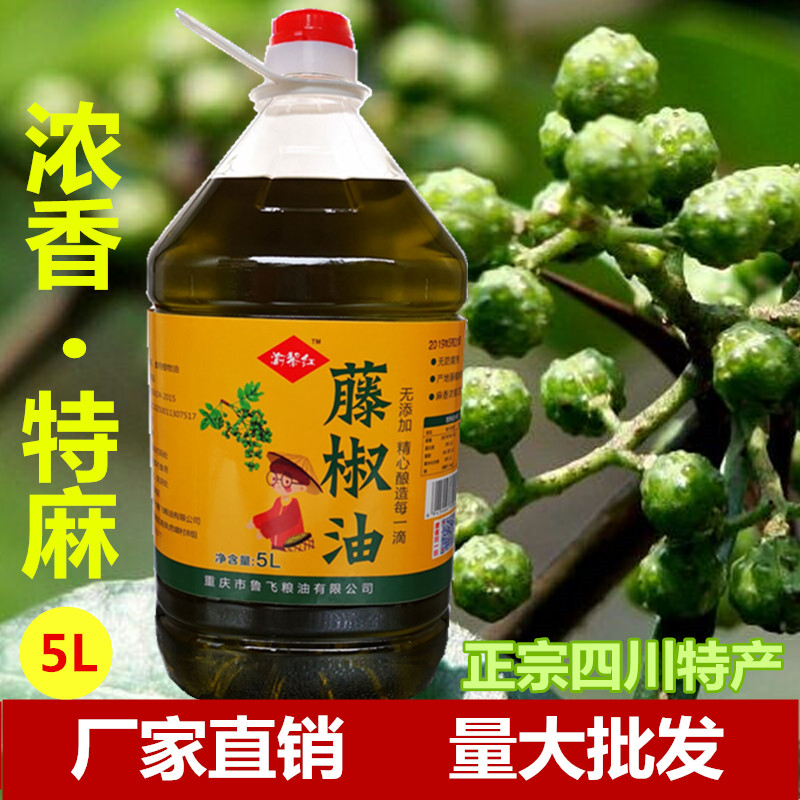 浓香·特麻
5L
TM
藤椒油
无添加 精心酿造每一滴
净含量:5L
重庆市鲁飞粮油有限公司
正宗四川特产
厂家直销 量大批发